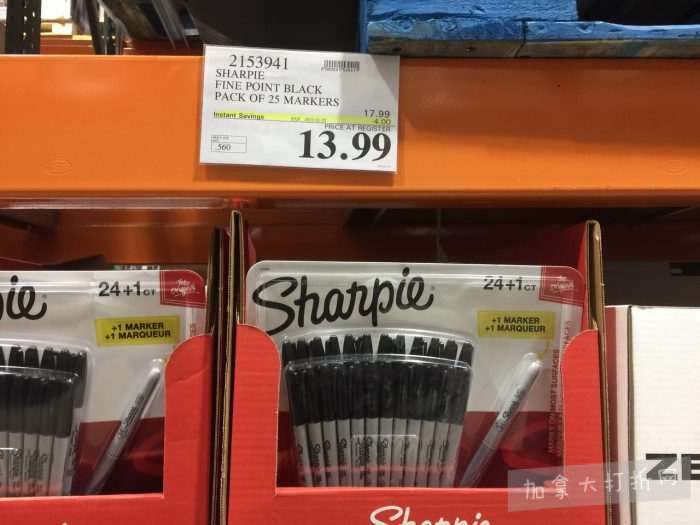 2153941
SHARPIE
FINE POINT BLACK
PACK OF 25 MARKERS
17.99
Instant Savings
-4.00
PRICE AT REGISTER
13.99
560
Sharpie
24+1 CT
+1 MARKER
+1 MARQUEUR
Sharpie
24+1 CT
+1 MARKER
+1 MARQUEUR
Sharpie
ZE
加拿大打折网